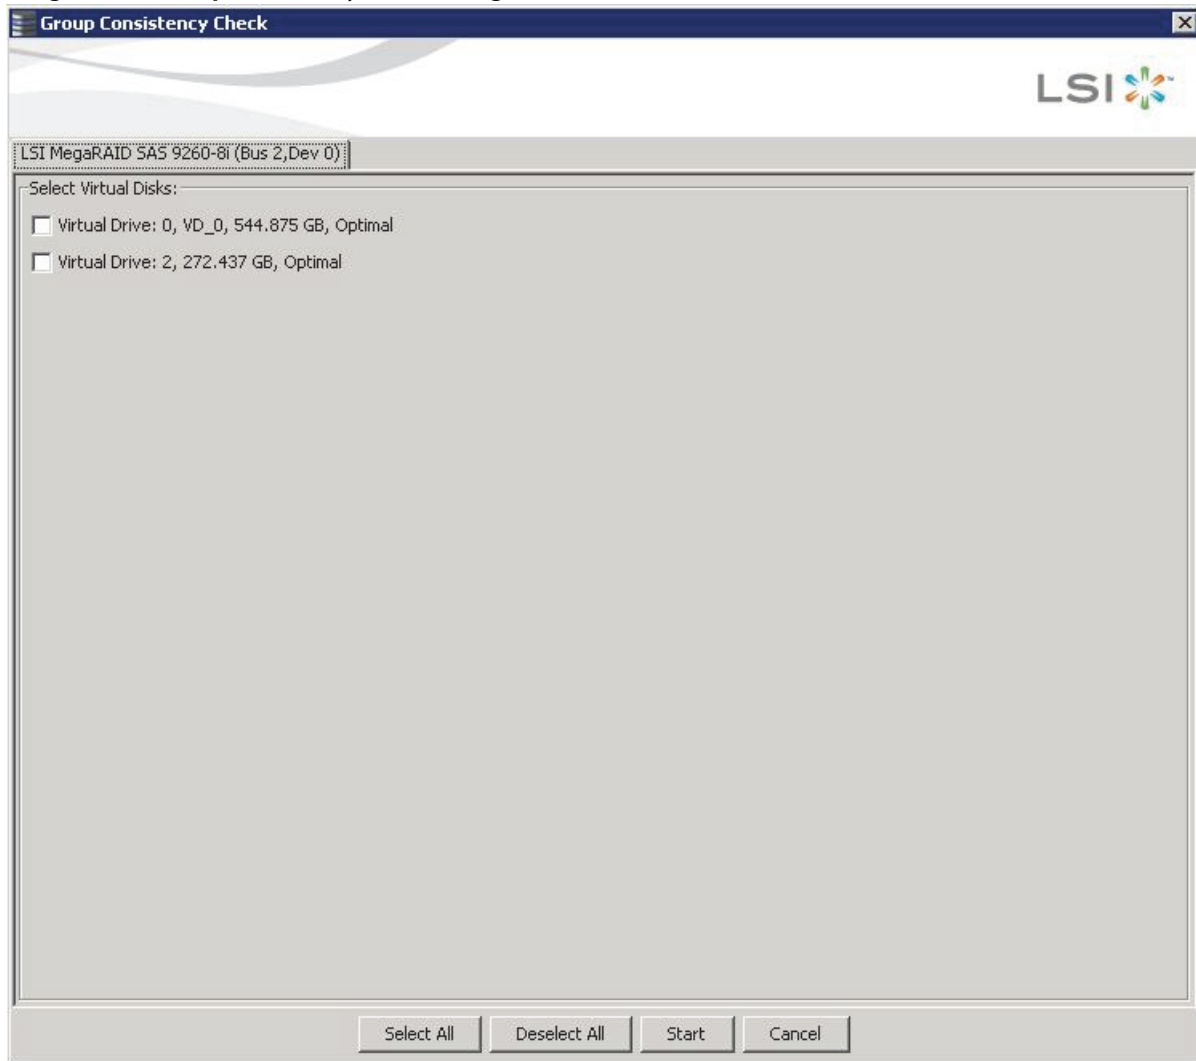 Group Consistency Check
LSI
LSI MegaRAID SAS 9260-8i (Bus 2,Dev 0)
Select Virtual Disks:
Virtual Drive: 0, VD_0, 544.875 GB, Optimal
Virtual Drive: 2, 272.437 GB, Optimal
Select All Deselect All Start Cancel